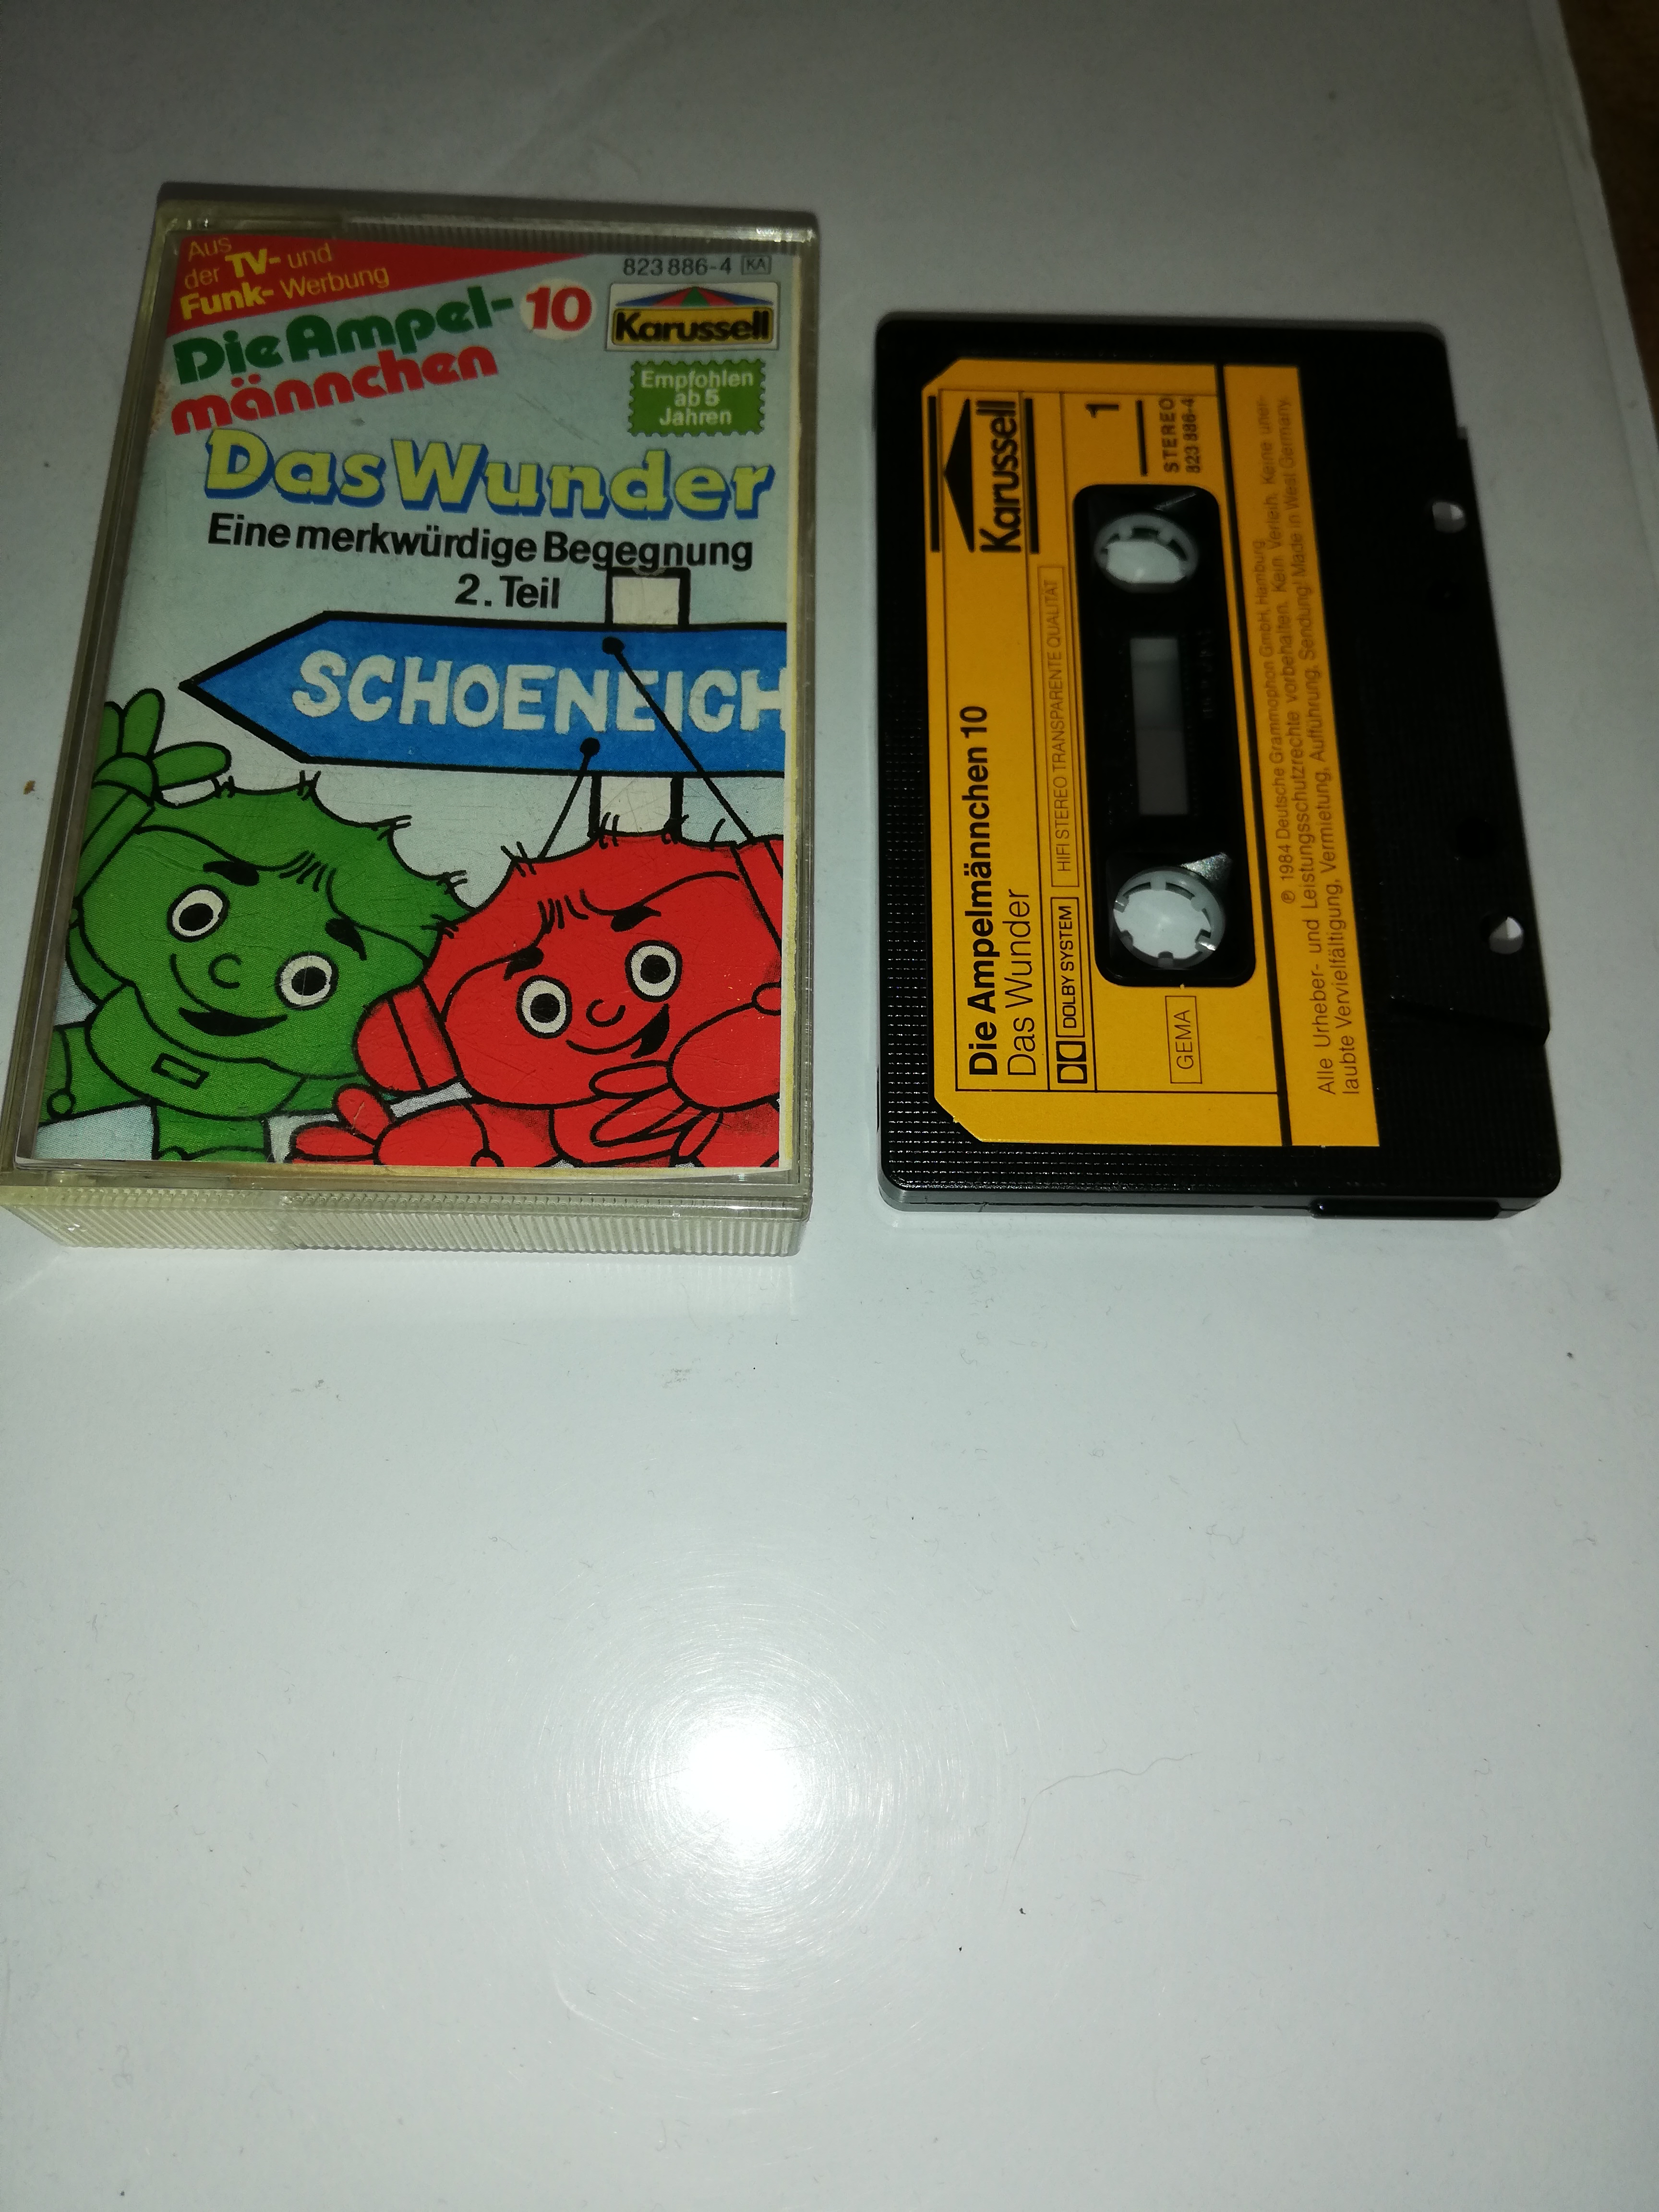 Aus
der TV- und
Funk- Werbung
823 886-4 KA
Die Ampel-
männchen
10
Karussell
Empfohlen
ab 5
Jahren
Das Wunder
Eine merkwürdige Begegnung
2. Teil
SCHOENEICH
Karussell
1
STEREO
823 886-4
Die Ampelmännchen 10
Das Wunder
DOLBY SYSTEM
HIFI STEREO TRANSPARENTE QUALITÄT
GEMA
℗ 1984 Deutsche Grammophon GmbH, Hamburg
Alle Urheber- und Leistungsschutzrechte vorbehalten. Kein Verleih. Keine uner-
laubte Vervielfältigung, Vermietung, Aufführung, Sendung! Made in West Germany.